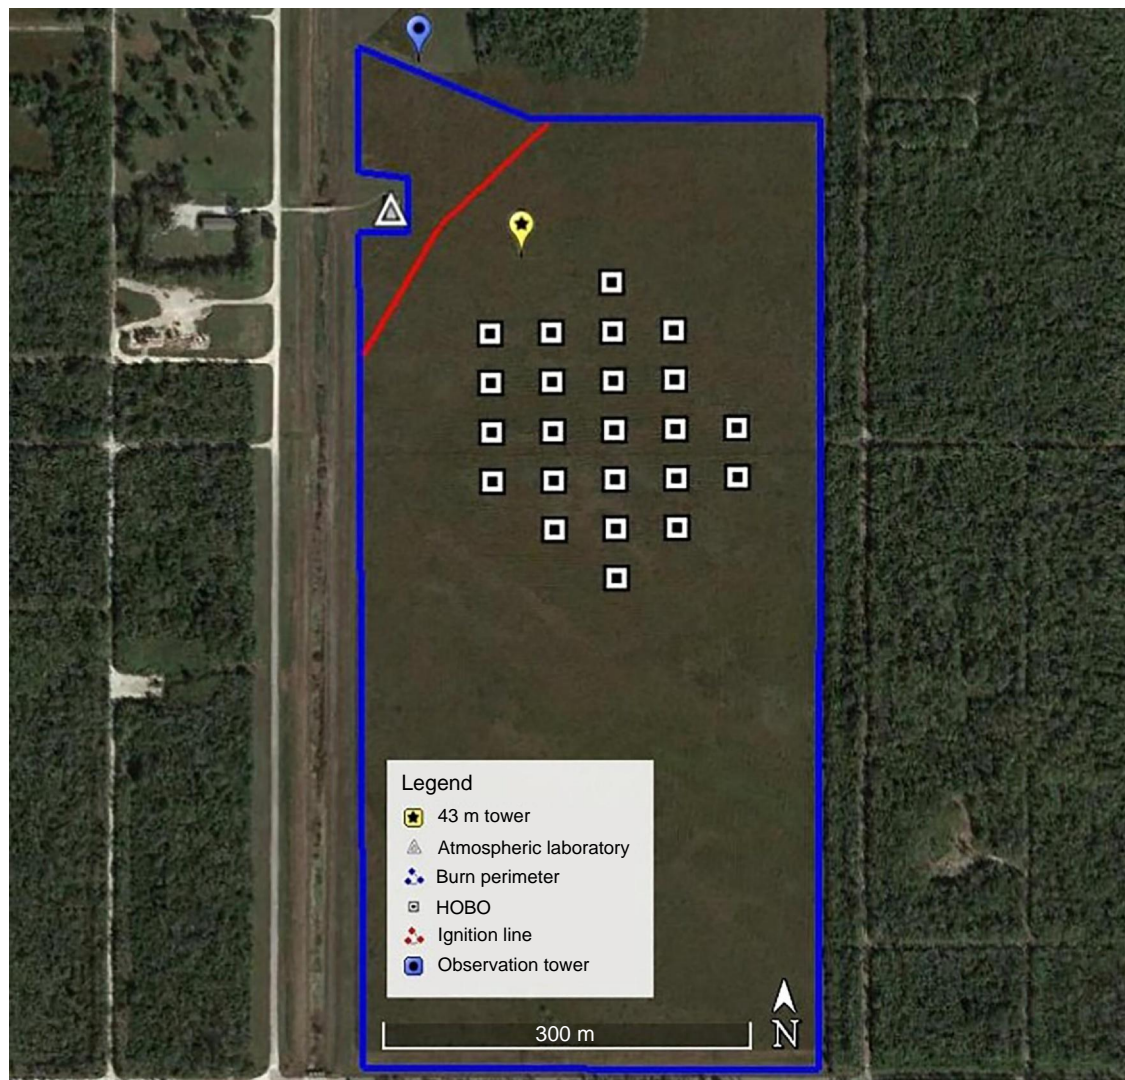 Legend
43 m tower
Atmospheric laboratory
Burn perimeter
HOBO
Ignition line
Observation tower
300 m
N